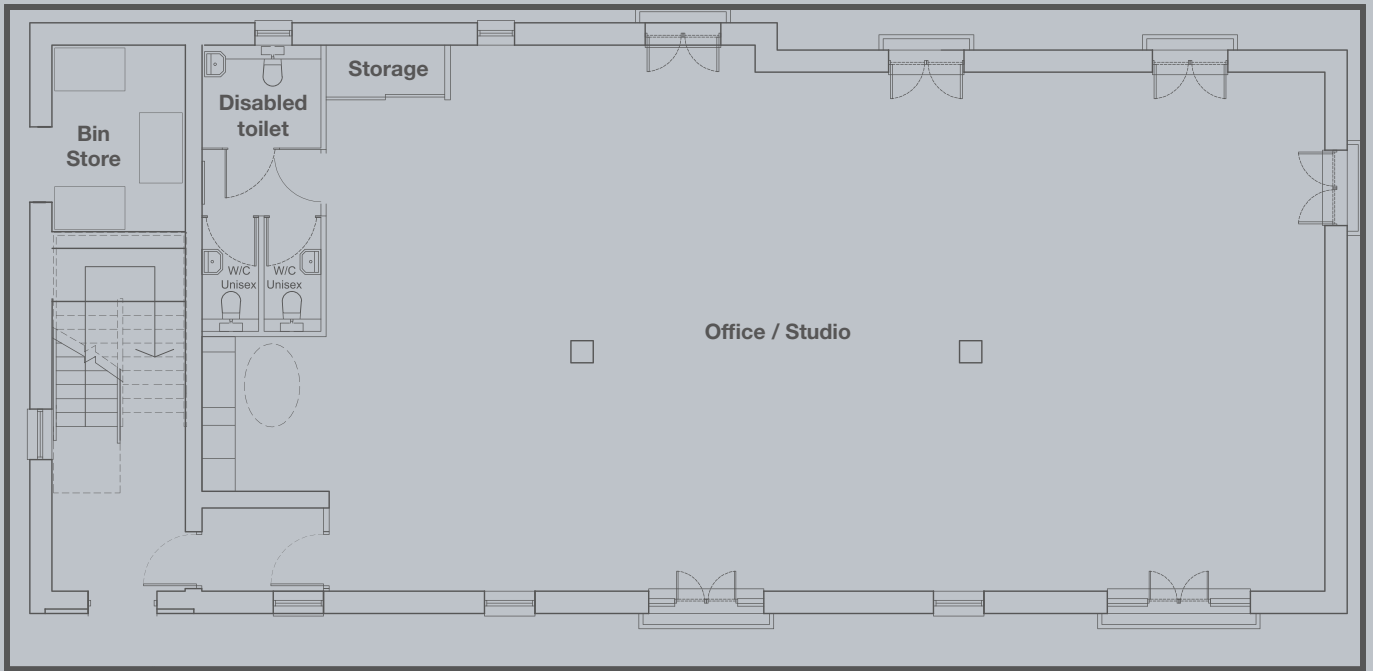 Storage
Disabled
toilet
Bin
Store
W/C
Unisex
W/C
Unisex
Office / Studio